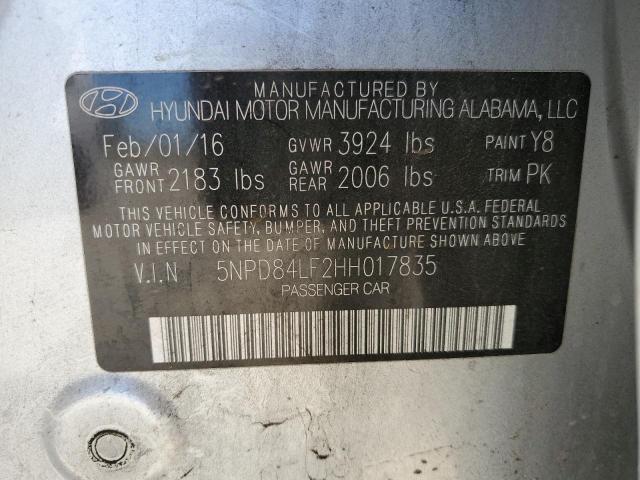 MANUFACTURED BY
HYUNDAI MOTOR MANUFACTURING ALABAMA, LLC
Feb/01/16 GVWR 3924 lbs PAINT Y8
GAWR FRONT 2183 lbs GAWR REAR 2006 lbs TRIM PK
THIS VEHICLE CONFORMS TO ALL APPLICABLE U.S.A. FEDERAL
MOTOR VEHICLE SAFETY, BUMPER, AND THEFT PREVENTION STANDARDS
IN EFFECT ON THE DATE OF MANUFACTURE SHOWN ABOVE.
V.I.N 5NPD84LF2HH017835
PASSENGER CAR